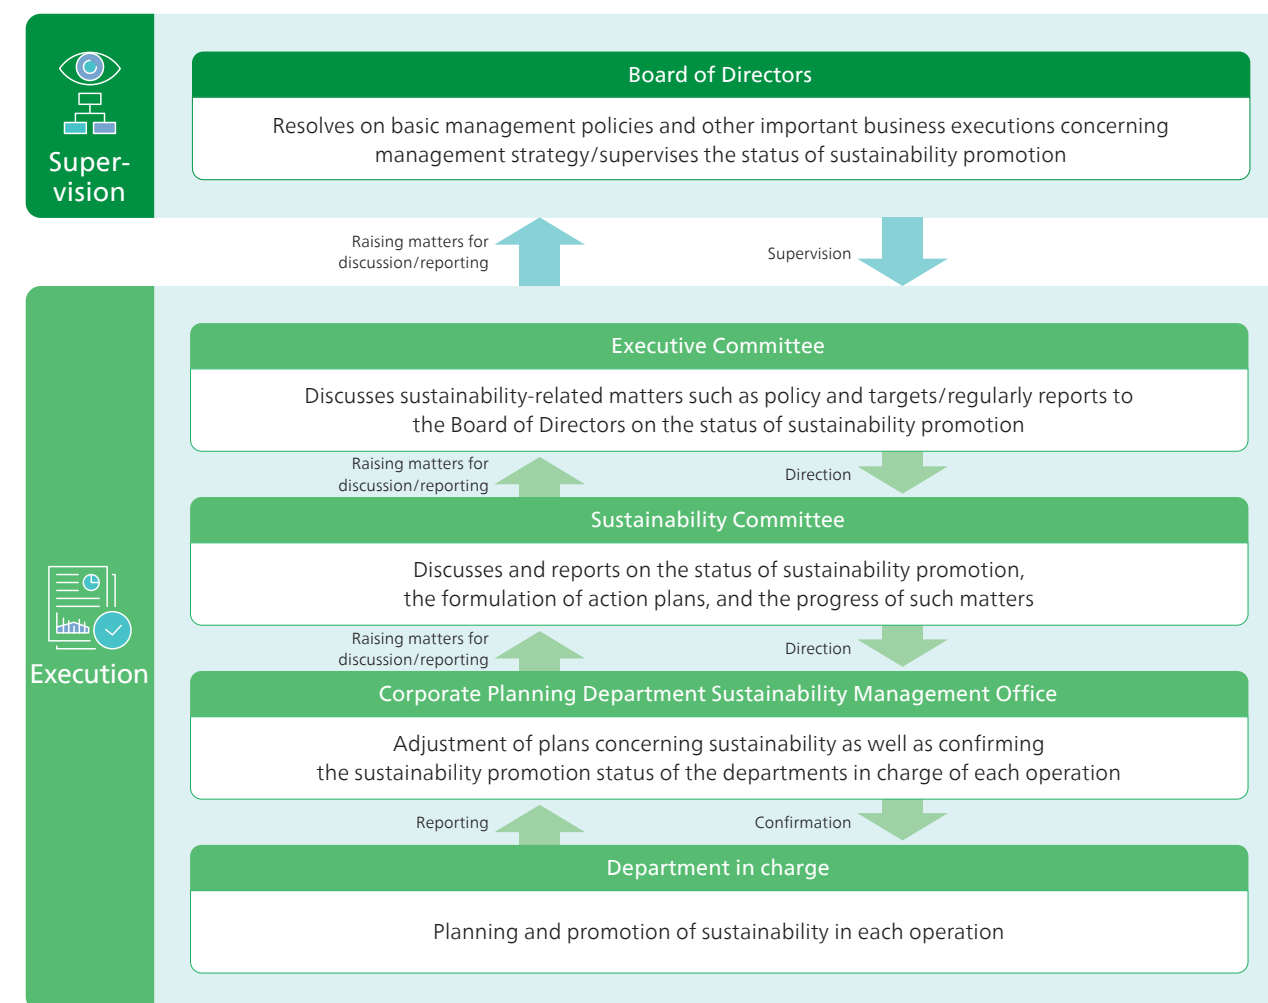 Super-
vision
Board of Directors
Resolves on basic management policies and other important business executions concerning
management strategy/supervises the status of sustainability promotion
Raising matters for
discussion/reporting
Supervision
Execution
Executive Committee
Discusses sustainability-related matters such as policy and targets/regularly reports to
the Board of Directors on the status of sustainability promotion
Raising matters for
discussion/reporting
Direction
Sustainability Committee
Discusses and reports on the status of sustainability promotion,
the formulation of action plans, and the progress of such matters
Raising matters for
discussion/reporting
Direction
Corporate Planning Department Sustainability Management Office
Adjustment of plans concerning sustainability as well as confirming
the sustainability promotion status of the departments in charge of each operation
Reporting
Confirmation
Department in charge
Planning and promotion of sustainability in each operation